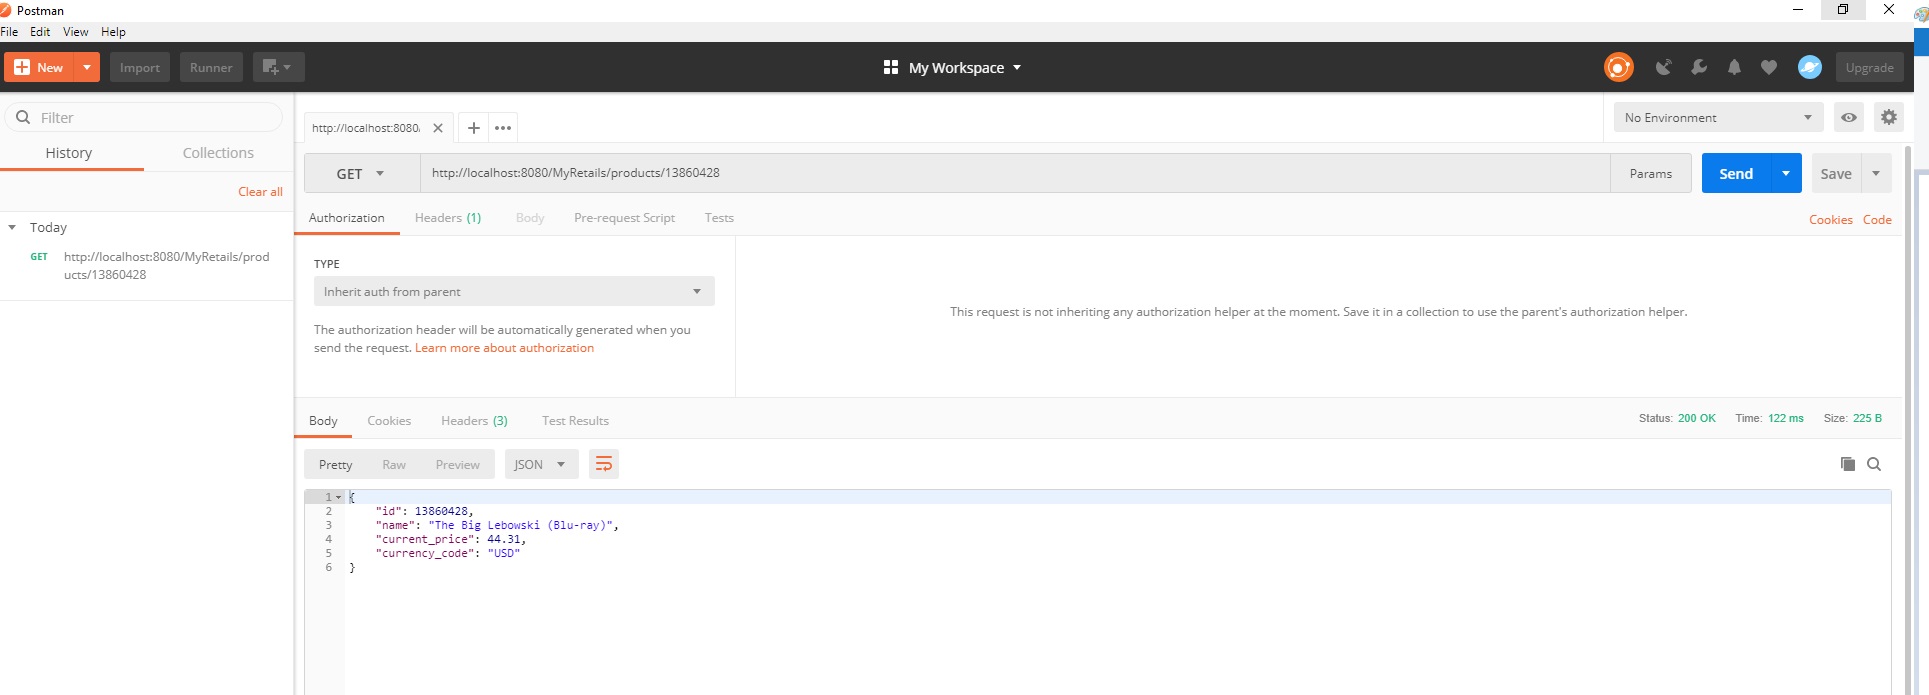 Postman
File Edit View Help
New Import Runner My Workspace Upgrade
Filter
History Collections
Clear all
Today
GET http://localhost:8080/MyRetails/prod
ucts/13860428
http://localhost:8080/ No Environment
GET http://localhost:8080/MyRetails/products/13860428 Params Send Save
Authorization Headers (1) Body Pre-request Script Tests Cookies Code
TYPE
Inherit auth from parent
The authorization header will be automatically generated when you
send the request. Learn more about authorization
This request is not inheriting any authorization helper at the moment. Save it in a collection to use the parent's authorization helper.
Body Cookies Headers (3) Test Results Status: 200 OK Time: 122 ms Size: 225 B
Pretty Raw Preview JSON
1 {
2 "id": 13860428,
3 "name": "The Big Lebowski (Blu-ray)",
4 "current_price": 44.31,
5 "currency_code": "USD"
6 }